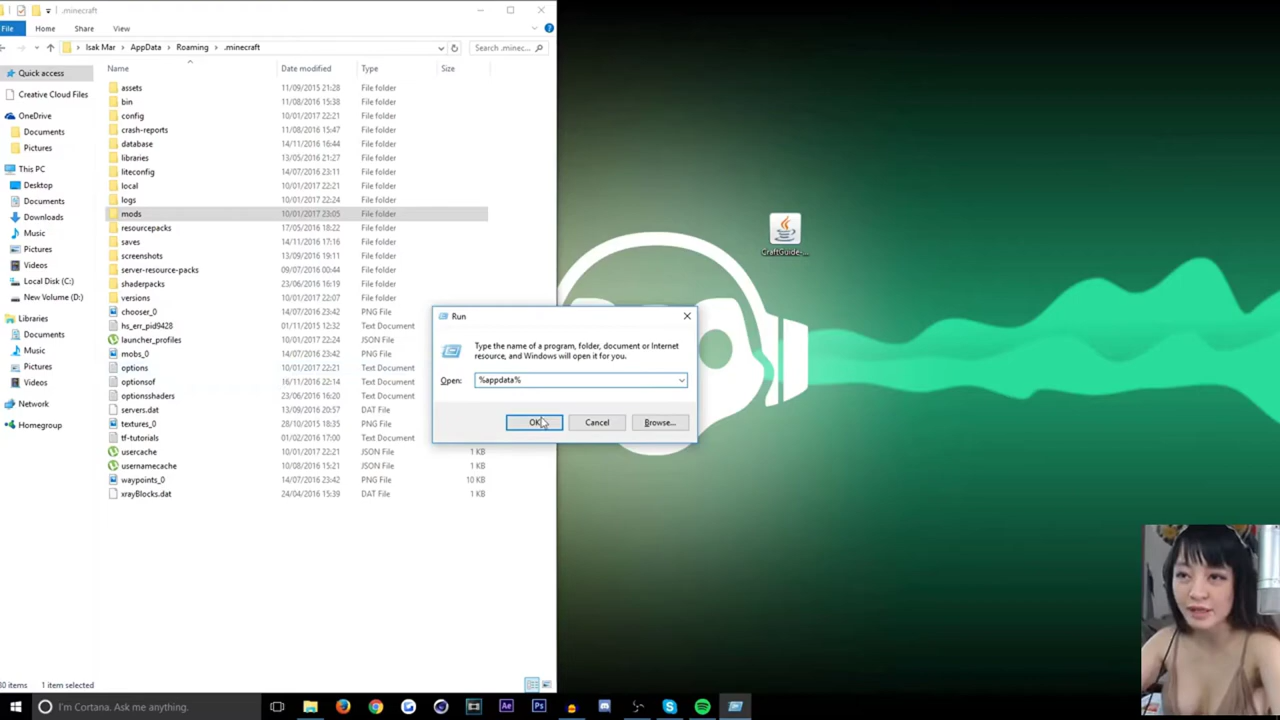 .minecraft
File
Home
Share
View
Isak Mar
AppData
Roaming
.minecraft
Search .minec...
Name
Date modified
Type
Size
Quick access
Creative Cloud Files
OneDrive
Documents
Pictures
This PC
Desktop
Documents
Downloads
Music
Pictures
Videos
Local Disk (C:)
New Volume (D:)
Libraries
Documents
Music
Pictures
Videos
Network
Homegroup
assets 11/09/2015 21:28 File folder
bin 11/08/2016 15:38 File folder
config 10/01/2017 22:21 File folder
crash-reports 11/08/2016 15:38 File folder
database 14/11/2016 16:44 File folder
libraries 13/05/2016 21:27 File folder
liteconfig 14/07/2016 23:11 File folder
local 10/01/2017 22:21 File folder
logs 10/01/2017 22:24 File folder
mods 10/01/2017 23:05 File folder
resourcepacks 17/05/2016 18:22 File folder
saves 14/11/2016 17:16 File folder
screenshots 13/09/2016 19:11 File folder
server-resource-packs 09/07/2016 00:44 File folder
shaderpacks 23/06/2016 16:19 File folder
versions 10/01/2017 22:07 File folder
chooser_0 14/07/2016 23:42 PNG File
hs_err_pid9428 01/11/2015 12:32 Text Document
launcher_profiles 10/01/2017 22:21 JSON File
mobs_0 14/07/2016 23:42 PNG File
options 10/01/2017 22:21 Text Document
optionsof 16/11/2016 22:14 Text Document
optionsshaders 23/06/2016 16:20 Text Document
servers.dat 13/09/2016 20:57 DAT File
textures_0 28/10/2015 18:35 PNG File
tf-tutorials 01/02/2016 17:00 Text Document
usercache 10/01/2017 22:21 JSON File 1 KB
usernamecache 10/08/2016 15:21 JSON File 1 KB
waypoints_0 14/07/2016 23:42 PNG File 10 KB
xrayBlocks.dat 24/04/2016 15:39 DAT File 1 KB
CraftGuide-...
Run
Type the name of a program, folder, document or Internet
resource, and Windows will open it for you.
Open: %appdata%
OK
Cancel
Browse...
0 items 1 item selected
I'm Cortana. Ask me anything.
Ae
Ps